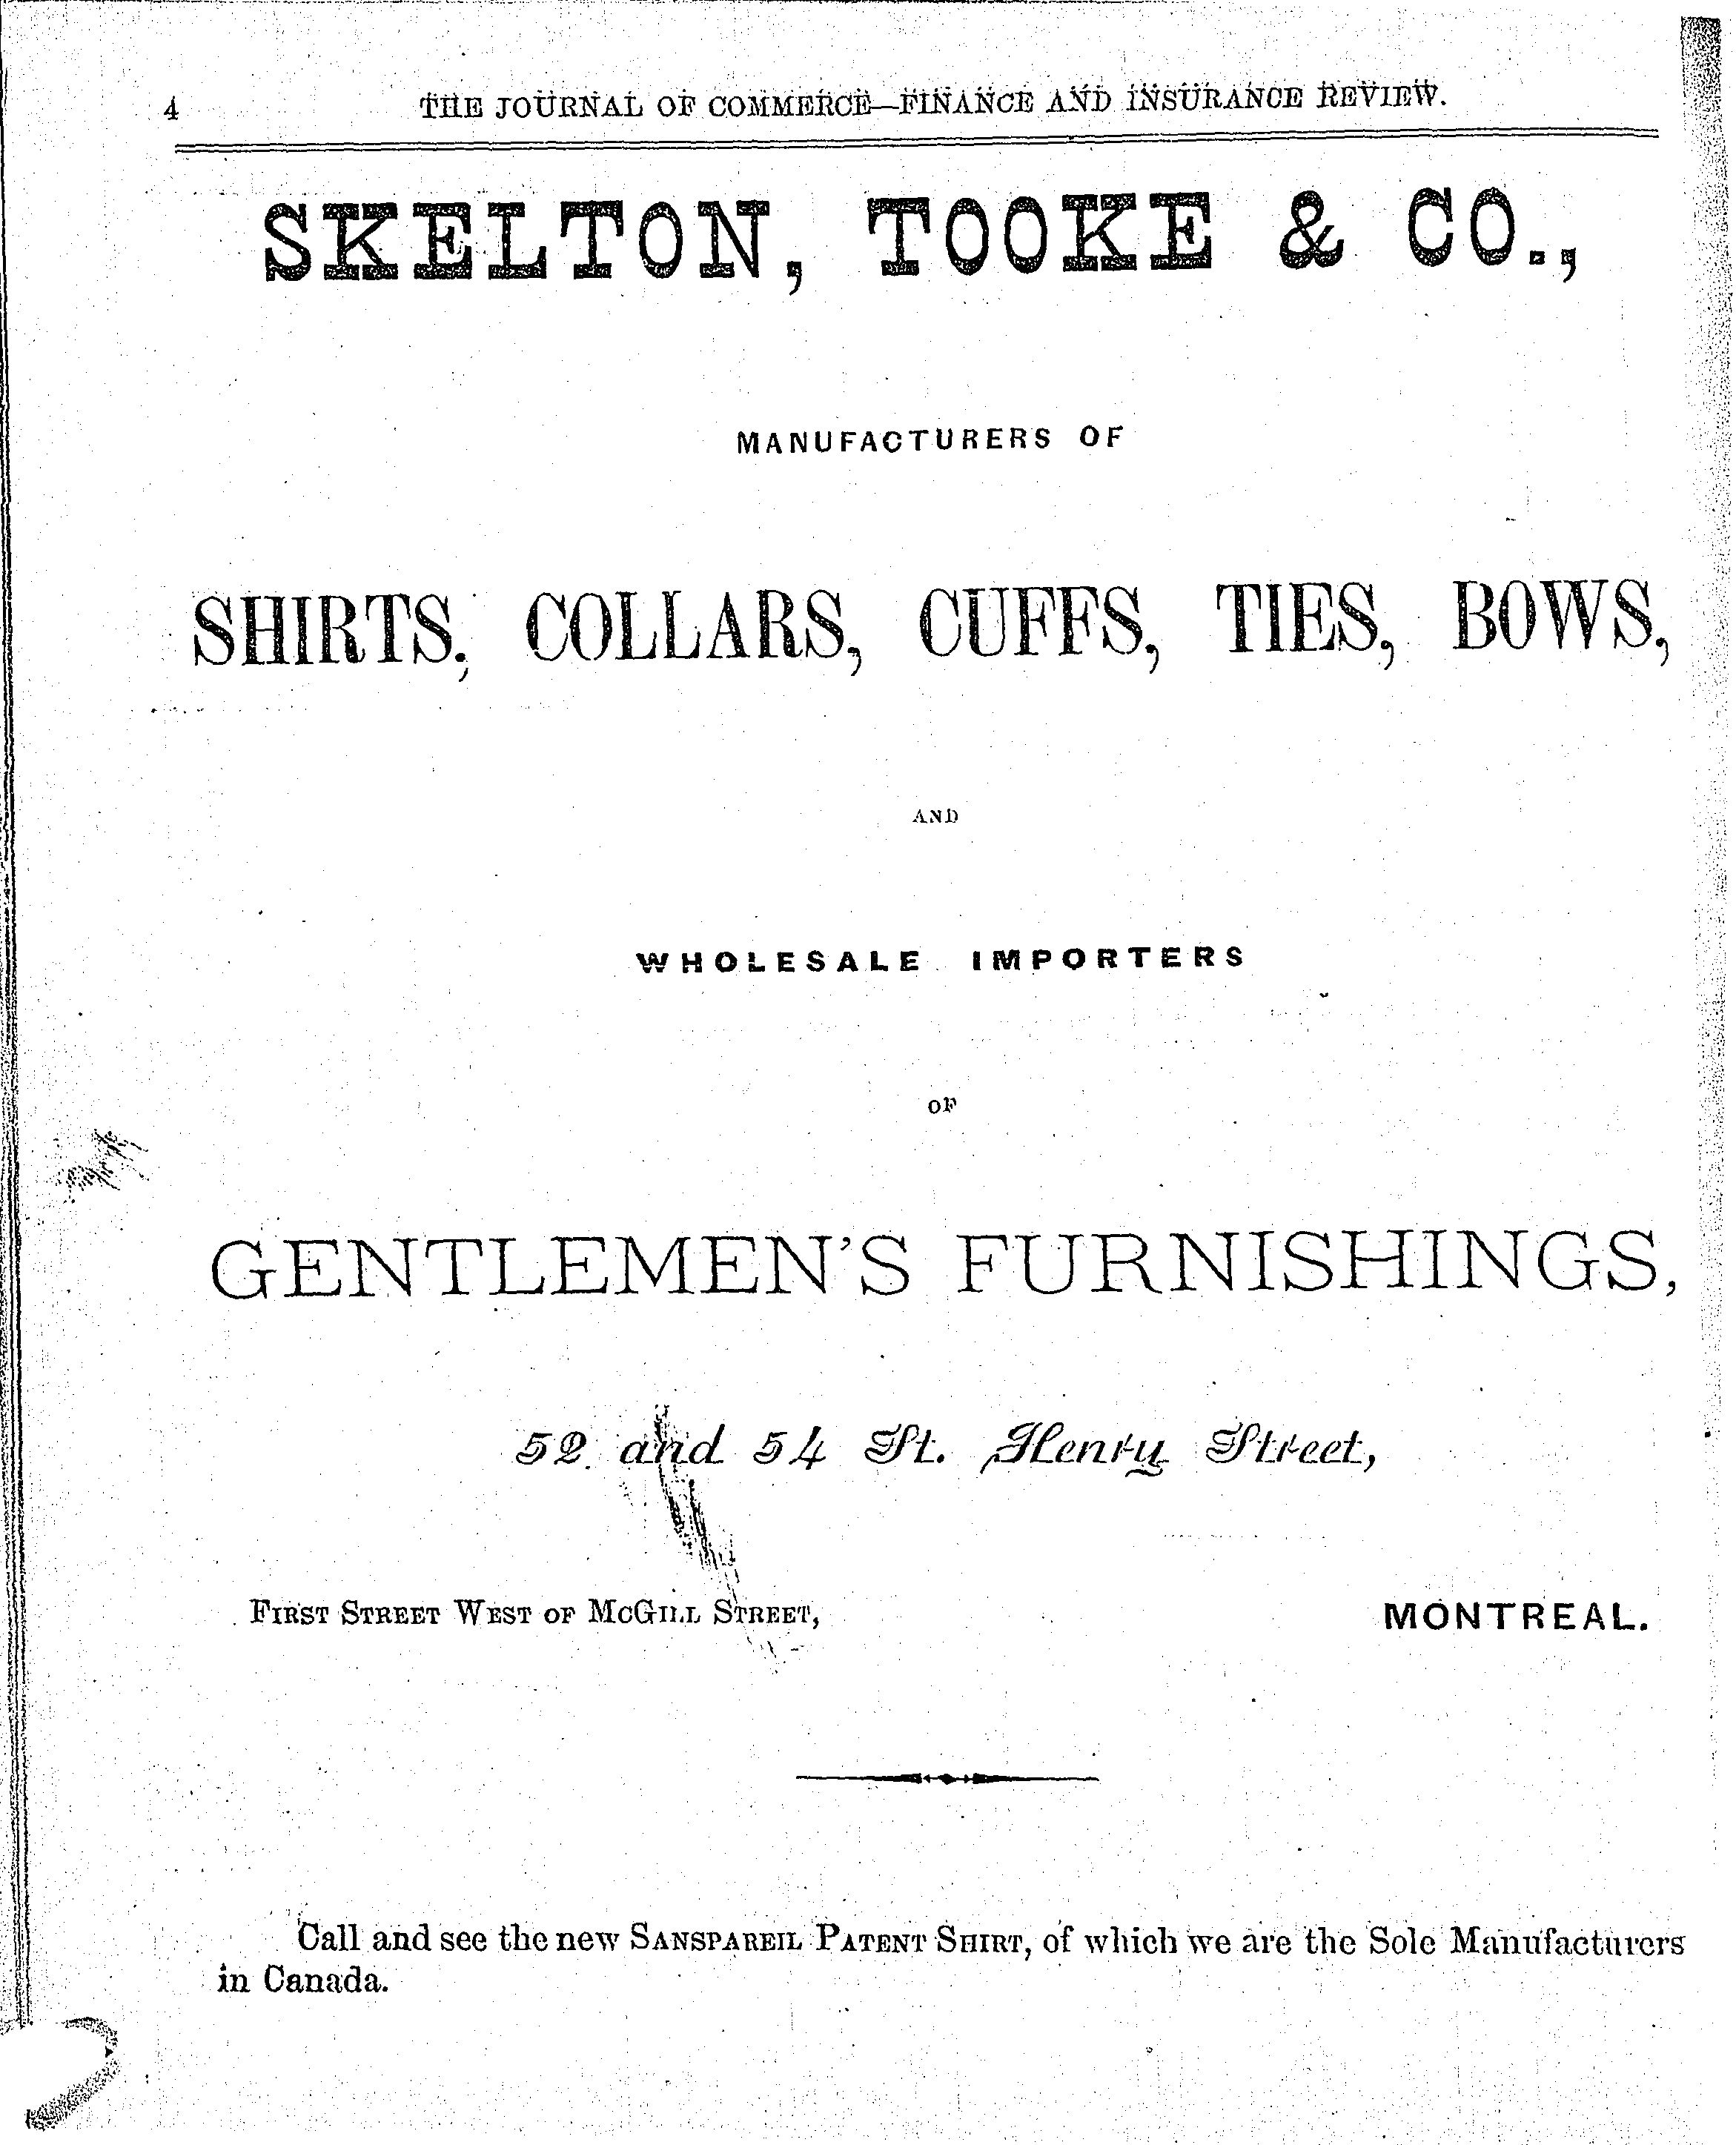 4 THE JOURNAL OF COMMERCE—FINANCE AND INSURANCE REVIEW.
SKELTON, TOOKE & CO.,
MANUFACTURERS OF
SHIRTS, COLLARS, CUFFS, TIES, BOWS,
AND
WHOLESALE IMPORTERS
OF
GENTLEMEN'S FURNISHINGS,
52 and 54 St. Henry Street,
FIRST STREET WEST OF MCGILL STREET, MONTREAL.
Call and see the new SANSPAREIL PATENT SHIRT, of which we are the Sole Manufacturers
in Canada.